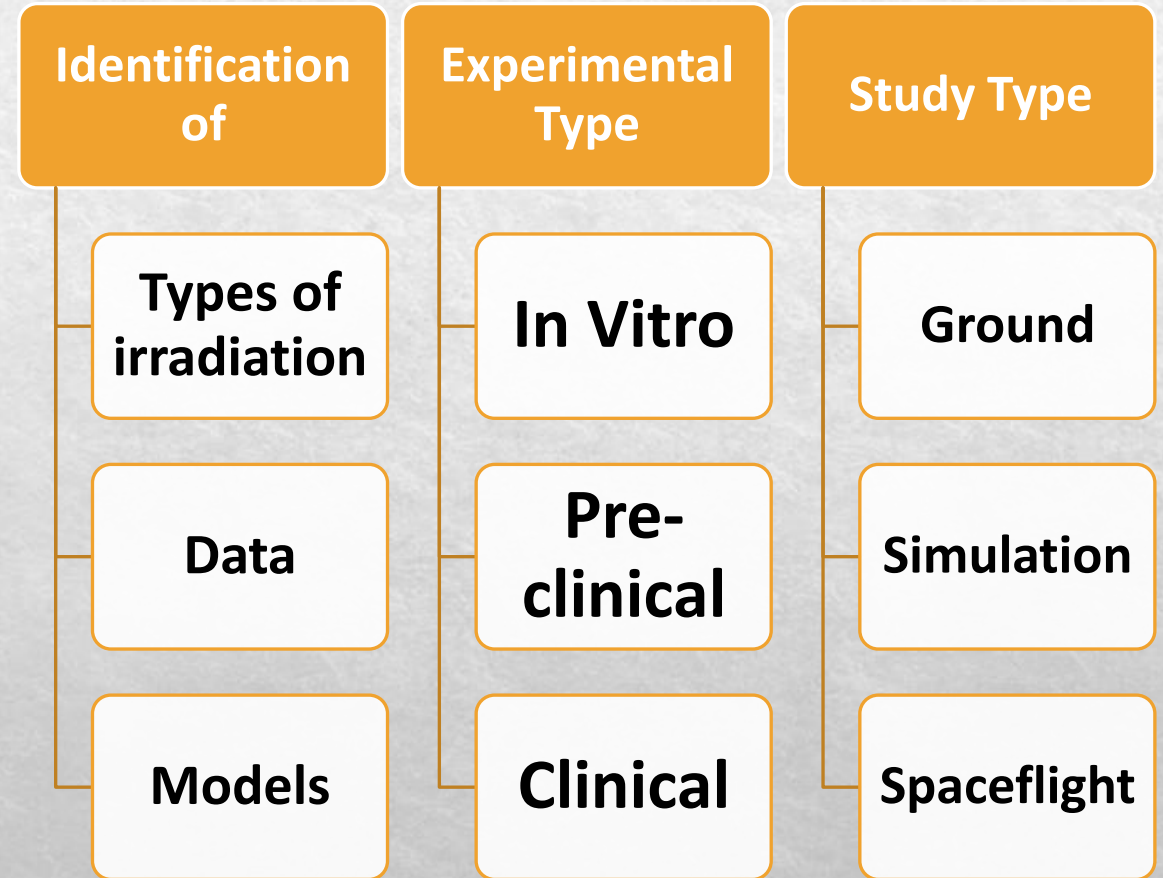 Identification
of
Types of
irradiation
Data
Models
Experimental
Type
In Vitro
Pre-
clinical
Clinical
Study Type
Ground
Simulation
Spaceflight